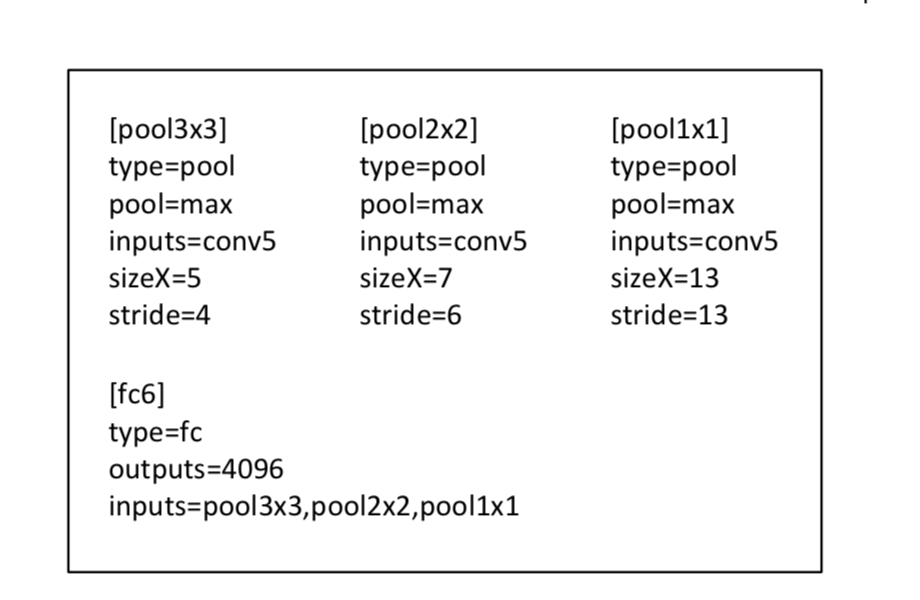 [pool3x3]
type=pool
pool=max
inputs=conv5
sizeX=5
stride=4
[pool2x2]
type=pool
pool=max
inputs=conv5
sizeX=7
stride=6
[pool1x1]
type=pool
pool=max
inputs=conv5
sizeX=13
stride=13
[fc6]
type=fc
outputs=4096
inputs=pool3x3,pool2x2,pool1x1